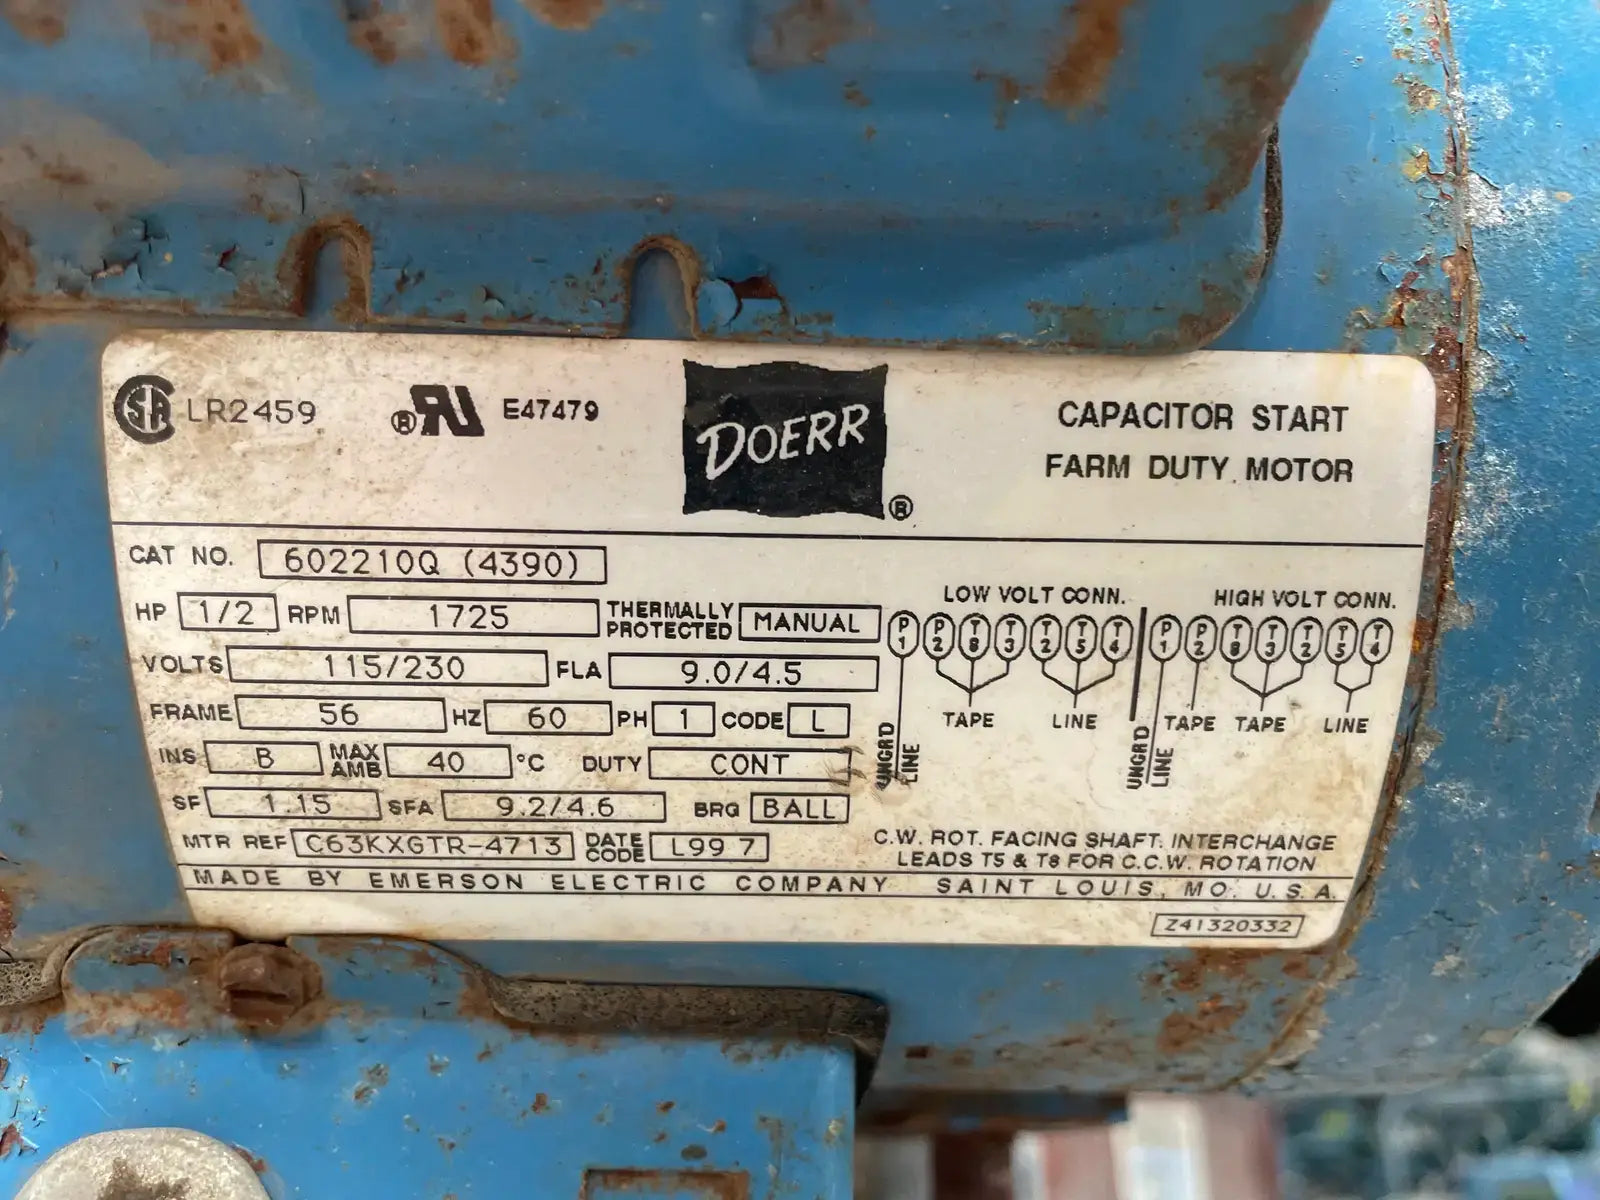 CSA LR2459 ® RU E47479 DOERR ® CAPACITOR START
FARM DUTY MOTOR
CAT NO. 602210Q (4390)
HP 1/2 RPM 1725 THERMALLY PROTECTED MANUAL
VOLTS 115/230 FLA 9.0/4.5
FRAME 56 HZ 60 PH 1 CODE L
INS B MAX AMB 40 °C DUTY CONT
SF 1.15 SFA 9.2/4.6 BRG BALL
MTR REF C63KXGTR-4713 DATE CODE L99 7
LOW VOLT CONN. HIGH VOLT CONN.
P1 P2 T8 T3 T2 T5 T4 P1 P2 T8 T3 T2 T5 T4
UNGR'D LINE TAPE LINE UNGR'D LINE TAPE TAPE LINE
C.W. ROT. FACING SHAFT. INTERCHANGE
LEADS T5 & T8 FOR C.C.W. ROTATION
MADE BY EMERSON ELECTRIC COMPANY SAINT LOUIS, MO. U.S.A.
Z41320332